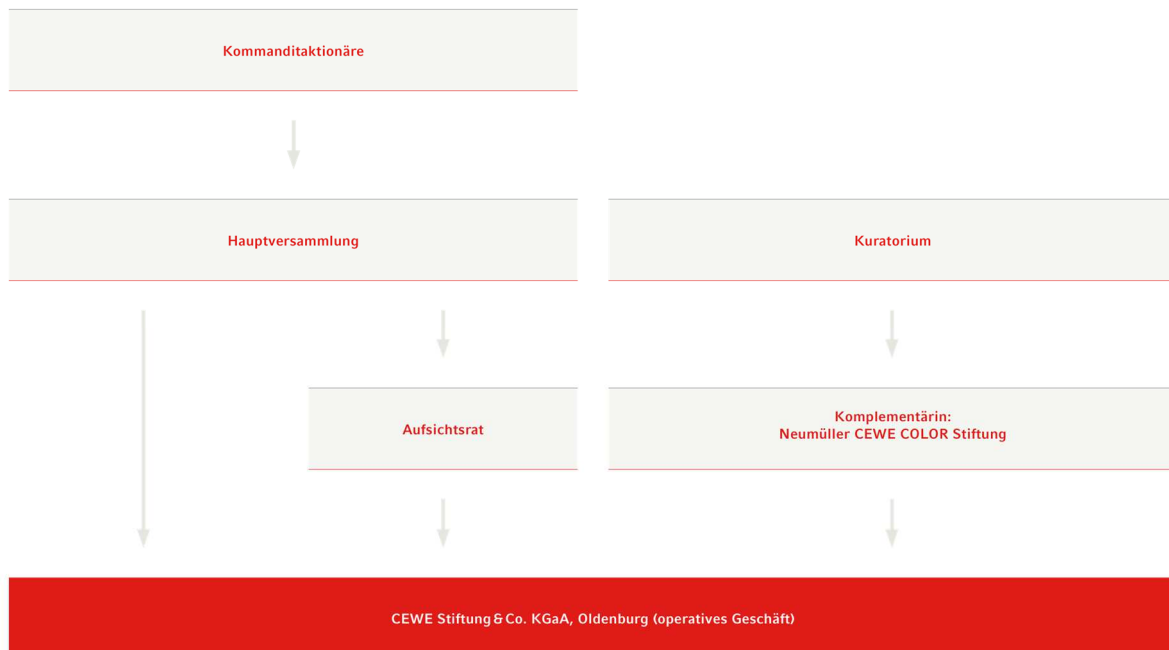 Kommanditaktionäre
Hauptversammlung
Kuratorium
Aufsichtsrat
Komplementärin:
Neumüller CEWE COLOR Stiftung
CEWE Stiftung & Co. KGaA, Oldenburg (operatives Geschäft)